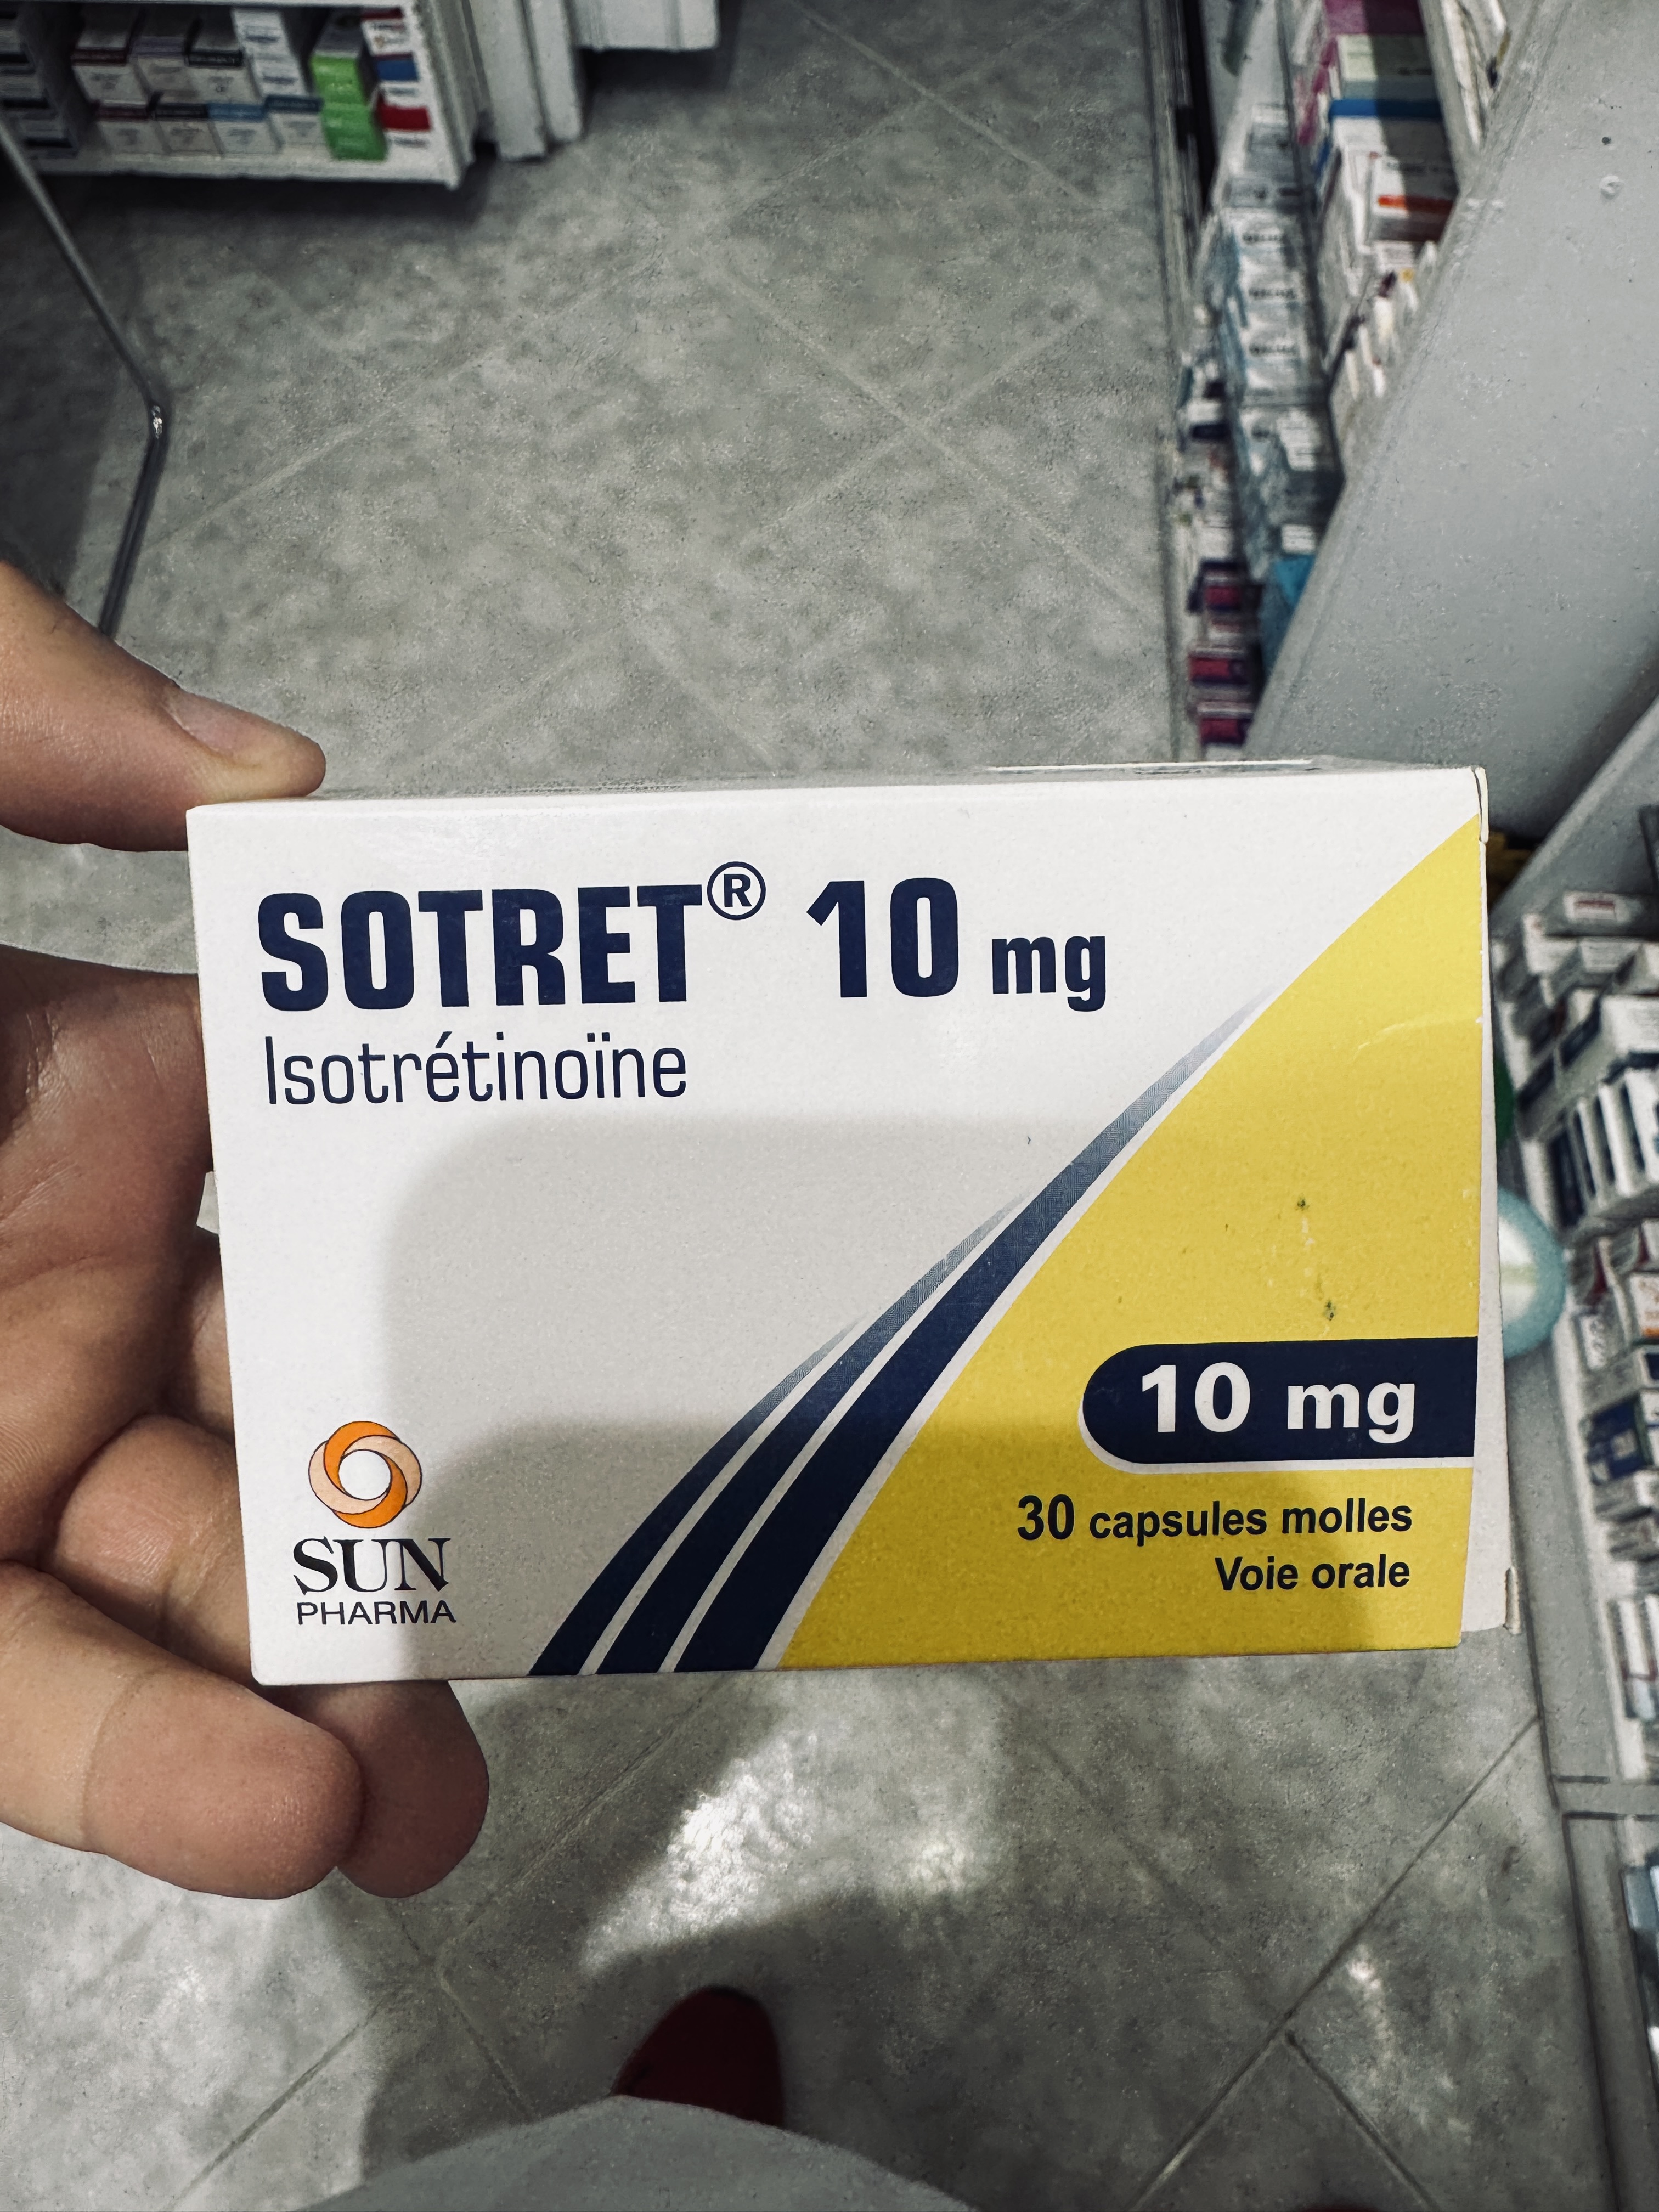 SOTRET® 10 mg
Isotrétinoïne
10 mg
30 capsules molles
Voie orale
SUN
PHARMA